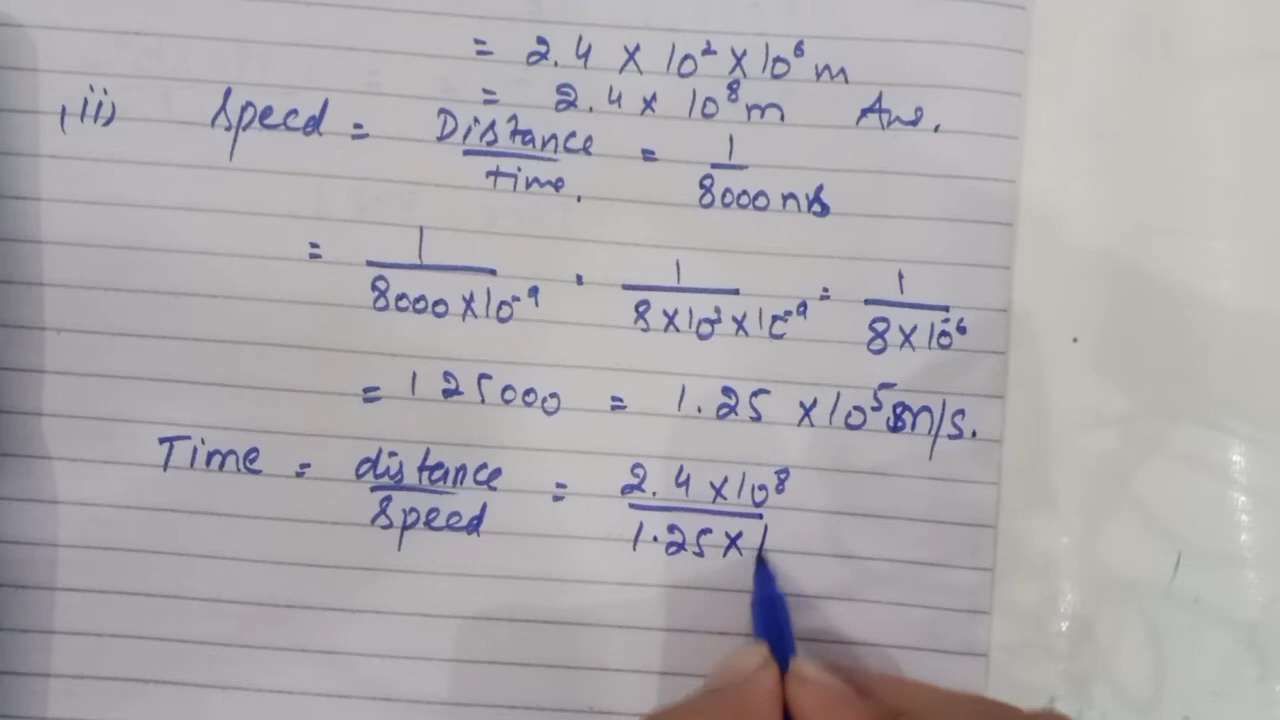 = 2.4 × 10² × 10⁶ m
= 2.4 × 10⁸ m Ans.
(ii) Speed = Distance/time. = 1/8000 ns
= 1/8000×10⁻⁹ = 1/8×10³×10⁻⁹ = 1/8×10⁻⁶
= 125000 = 1.25 ×10⁵ m/s.
Time = distance/speed = 2.4×10⁸/1.25×1